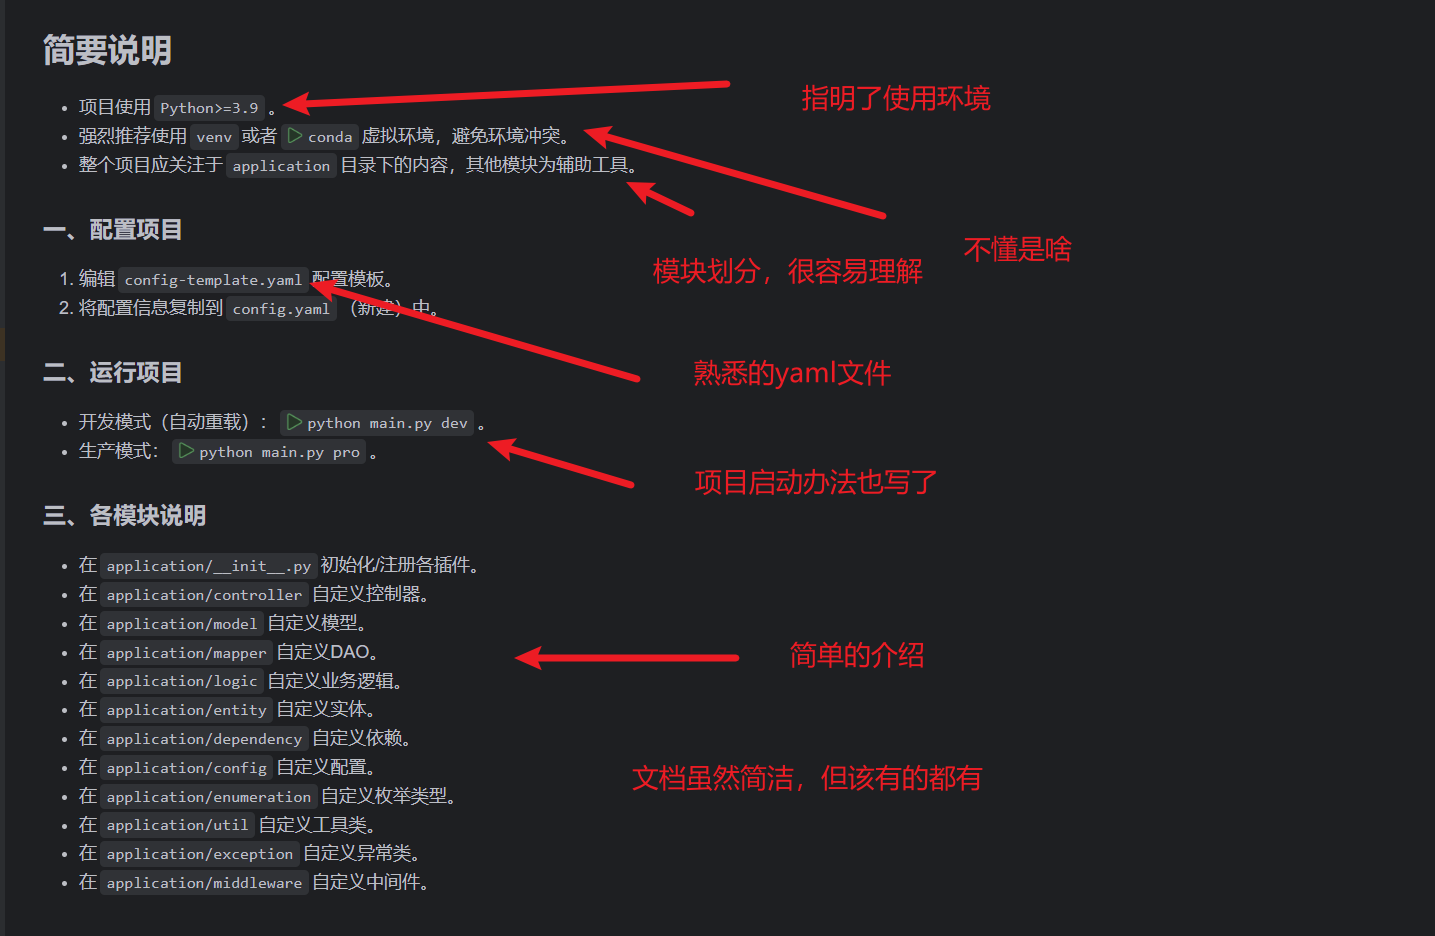 简要说明
项目使用 Python>=3.9 。
指明了使用环境
强烈推荐使用 venv 或者 conda 虚拟环境，避免环境冲突。
整个项目应关注于 application 目录下的内容，其他模块为辅助工具。
不懂是啥
模块划分，很容易理解
一、配置项目
1. 编辑 config-template.yaml 配置模板。
2. 将配置信息复制到 config.yaml （新建）中。
熟悉的yaml文件
二、运行项目
开发模式（自动重载）： python main.py dev 。
生产模式： python main.py pro 。
项目启动办法也写了
三、各模块说明
在 application/__init__.py 初始化/注册各插件。
在 application/controller 自定义控制器。
在 application/model 自定义模型。
在 application/mapper 自定义DAO。
简单的介绍
在 application/logic 自定义业务逻辑。
在 application/entity 自定义实体。
在 application/dependency 自定义依赖。
在 application/config 自定义配置。
文档虽然简洁，但该有的都有
在 application/enumeration 自定义枚举类型。
在 application/util 自定义工具类。
在 application/exception 自定义异常类。
在 application/middleware 自定义中间件。